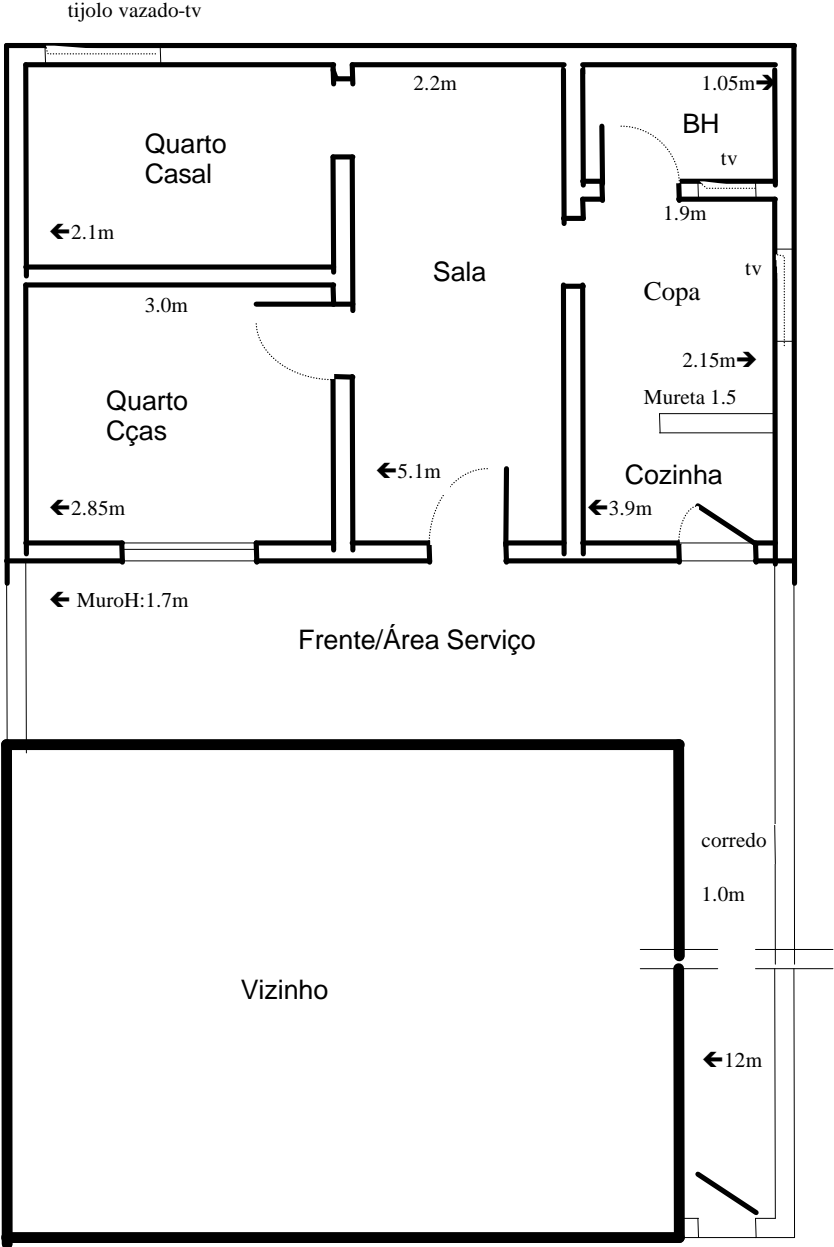 tijolo vazado-tv
2.2m
1.05m→
BH
Quarto
Casal
tv
←2.1m
1.9m
Sala
tv
Copa
3.0m
2.15m→
Quarto
Cças
Mureta 1.5
←5.1m
Cozinha
←2.85m
←3.9m
← MuroH:1.7m
Frente/Área Serviço
corredo
1.0m
Vizinho
←12m